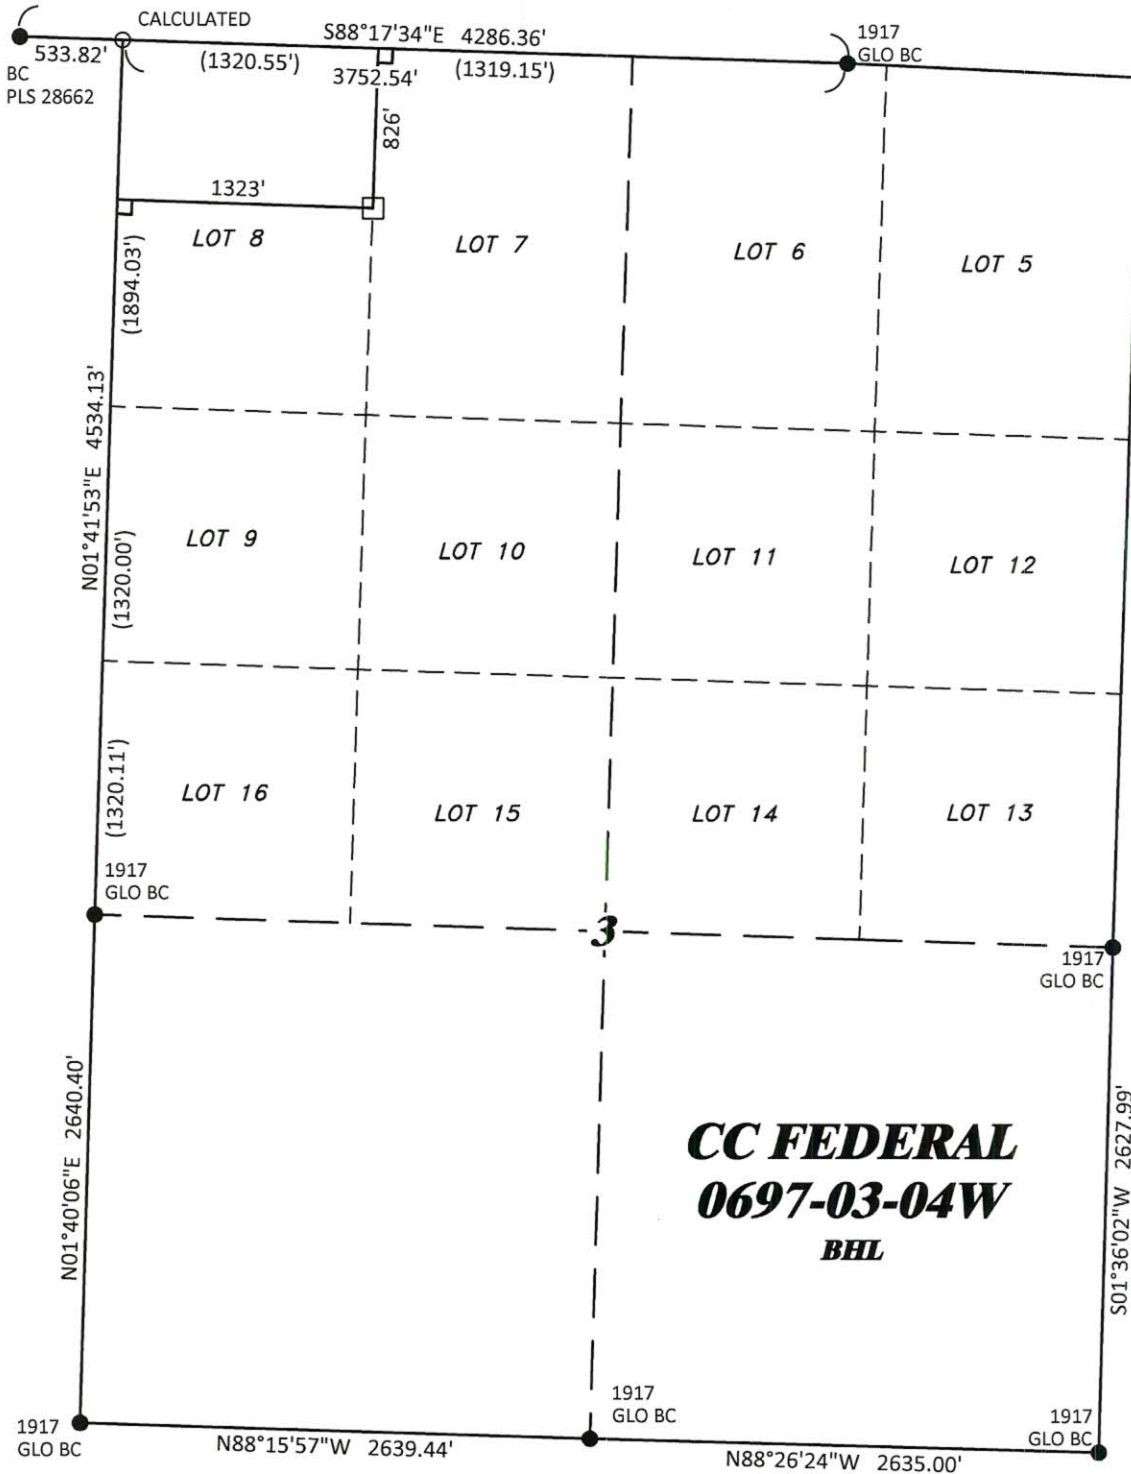 CALCULATED
S88°17'34"E 4286.36'
1917
GLO BC
533.82'
(1320.55')
3752.54'
(1319.15')
BC
PLS 28662
826'
1323'
LOT 8
LOT 7
LOT 6
LOT 5
(1894.03')
N01°41'53"E 4534.13'
LOT 9
LOT 10
LOT 11
LOT 12
(1320.00')
LOT 16
LOT 15
LOT 14
LOT 13
(1320.11')
1917
GLO BC
3
1917
GLO BC
N01°40'06"E 2640.40'
CC FEDERAL
0697-03-04W
BHL
S01°36'02"W 2627.99'
1917
GLO BC
1917
GLO BC
1917
GLO BC
N88°15'57"W 2639.44'
N88°26'24"W 2635.00'